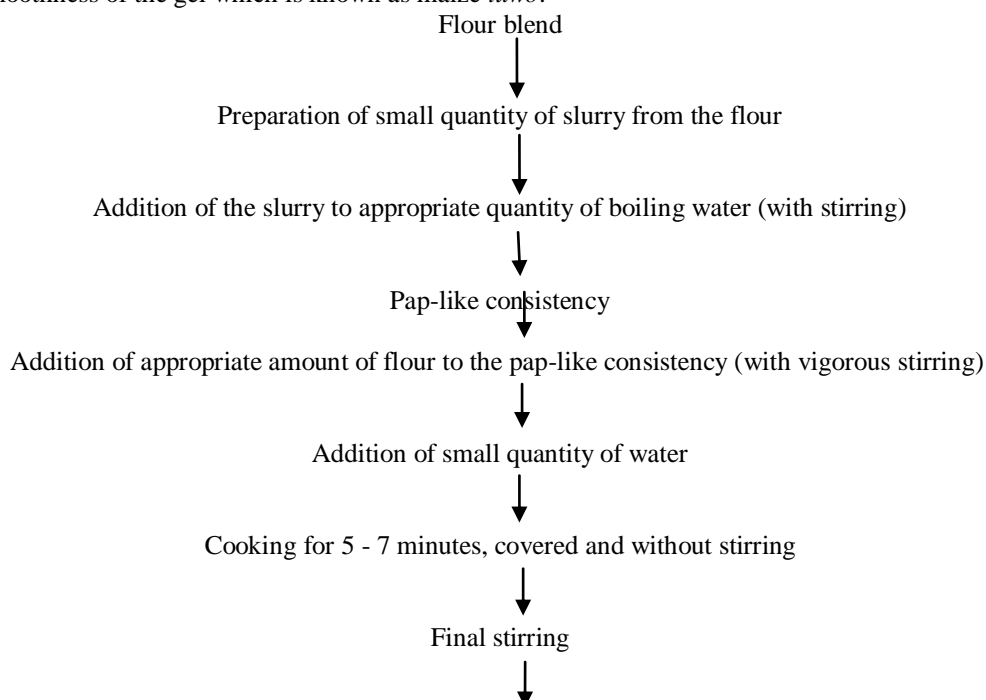 smoothness of the gel which is known as maize tuwo.
Flour blend
Preparation of small quantity of slurry from the flour
Addition of the slurry to appropriate quantity of boiling water (with stirring)
Pap-like consistency
Addition of appropriate amount of flour to the pap-like consistency (with vigorous stirring)
Addition of small quantity of water
Cooking for 5 - 7 minutes, covered and without stirring
Final stirring